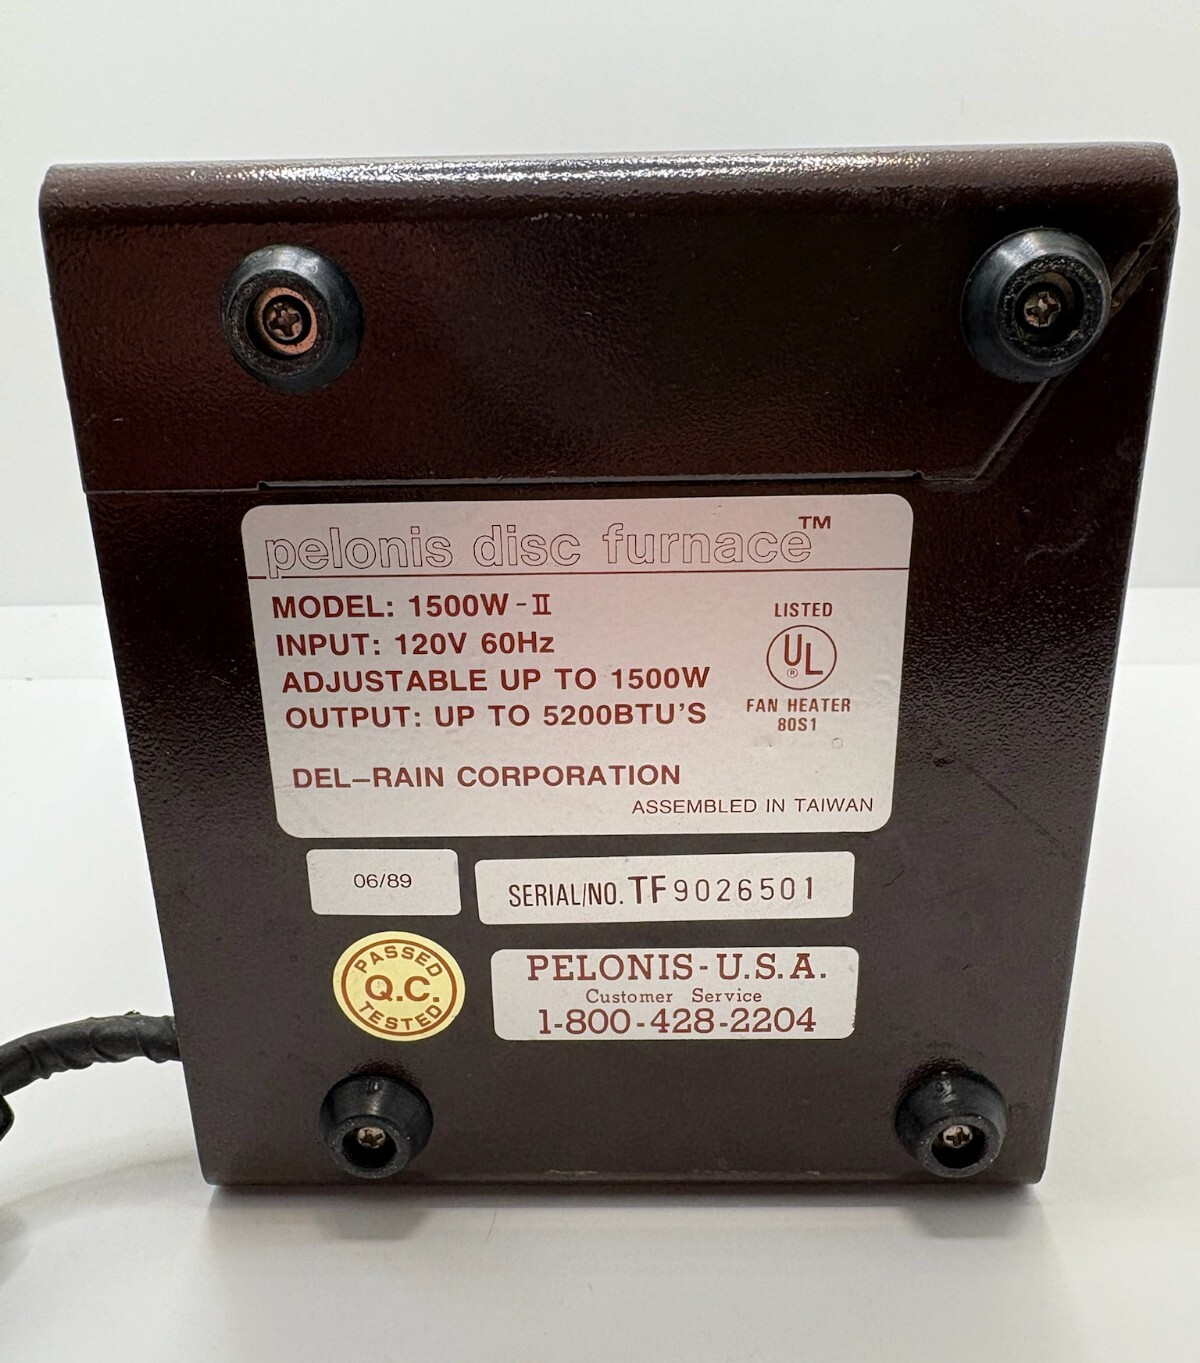 pelonis disc furnace™
MODEL: 1500W-II
INPUT: 120V 60Hz
ADJUSTABLE UP TO 1500W
OUTPUT: UP TO 5200BTU'S
LISTED
UL®
FAN HEATER
80S1
DEL-RAIN CORPORATION
ASSEMBLED IN TAIWAN
06/89
SERIAL/NO. TF9026501
PASSED
Q.C.
TESTED
PELONIS-U.S.A.
Customer Service
1-800-428-2204